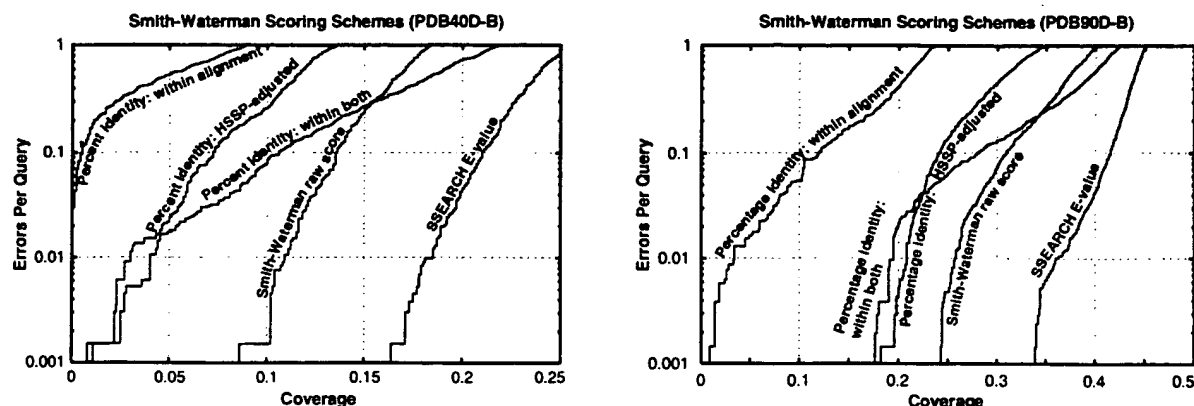 Smith-Waterman Scoring Schemes (PDB40D-B)
1
0.1
0.01
0.001
Errors Per Query
Percent Identity: within alignment
Percent Identity: HSSP-adjusted
Percent Identity: within both
Smith-Waterman raw score
SSEARCH E-value
0
0.05
0.1
0.15
0.2
0.25
Coverage
Smith-Waterman Scoring Schemes (PDB90D-B)
1
0.1
0.01
0.001
Errors Per Query
Percentage Identity: within alignment
Percentage Identity:
within both
Percentage Identity: HSSP-adjusted
Smith-Waterman raw score
SSEARCH E-value
0
0.1
0.2
0.3
0.4
0.5
Coverage